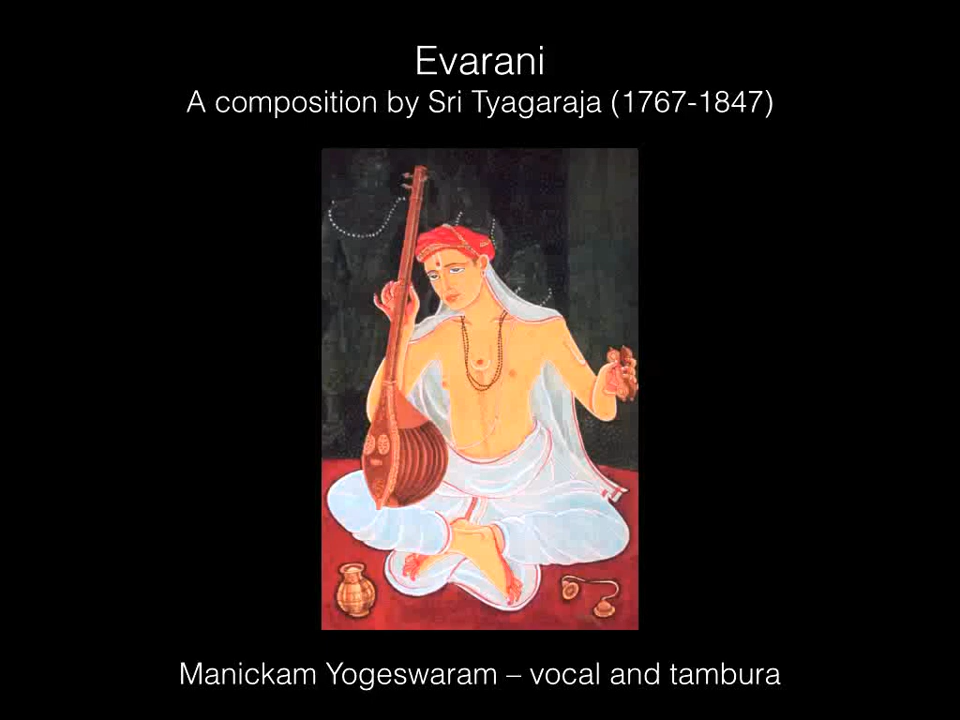 Evarani
A composition by Sri Tyagaraja (1767-1847)
Manickam Yogeswaram – vocal and tambura